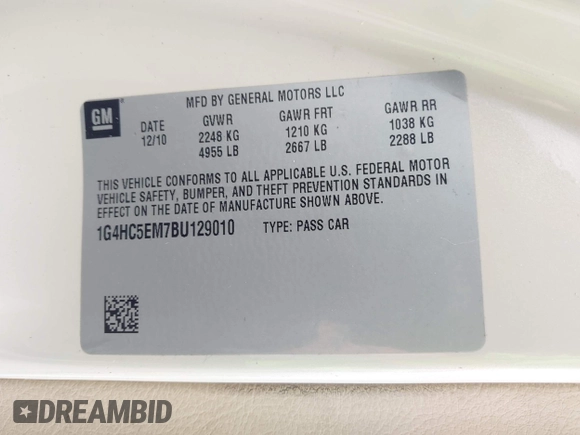 MFD BY GENERAL MOTORS LLC
GM
DATE GVWR GAWR FRT GAWR RR
12/10 2248 KG 1210 KG 1038 KG
4955 LB 2667 LB 2288 LB
THIS VEHICLE CONFORMS TO ALL APPLICABLE U.S. FEDERAL MOTOR
VEHICLE SAFETY, BUMPER, AND THEFT PREVENTION STANDARDS IN
EFFECT ON THE DATE OF MANUFACTURE SHOWN ABOVE.
1G4HC5EM7BU129010 TYPE: PASS CAR
DREAMBID